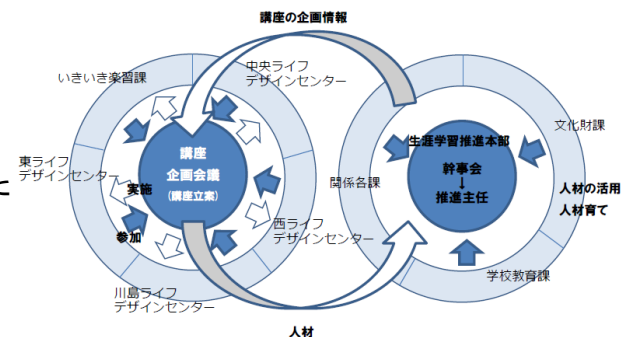 講座の企画情報
いきいき楽習課
中央ライフ
デザインセンター
東ライフ
デザインセンター
講座
企画会議
(講座立案)
実施
参加
西ライフ
デザインセンター
川島ライフ
デザインセンター
人材
関係各課
生涯学習推進本部
幹事会
↓
推進主任
文化財課
人材の活用
人材育て
学校教育課